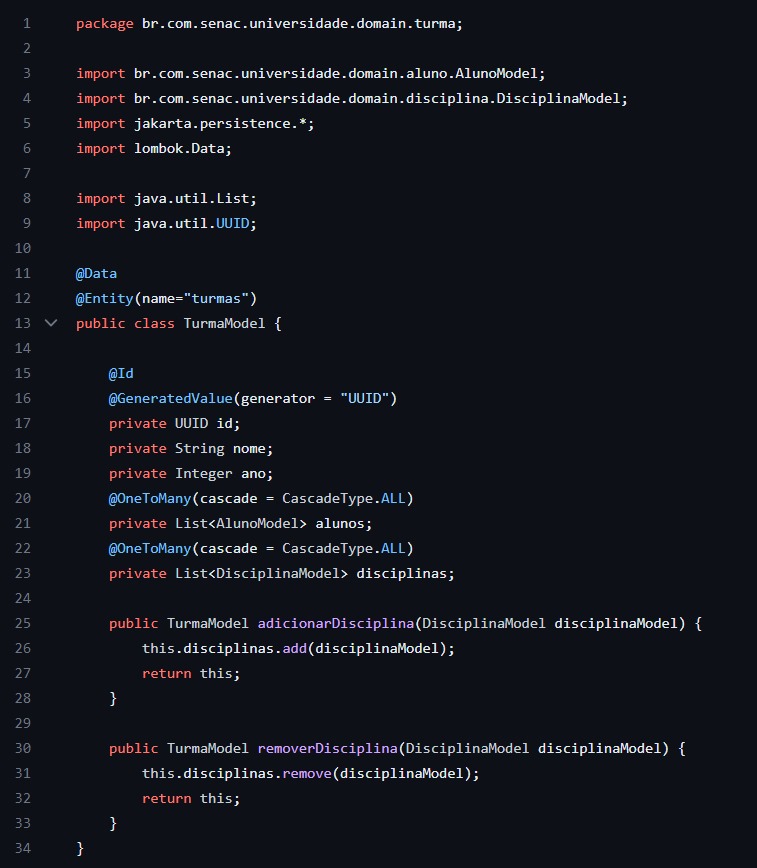 1 package br.com.senac.universidade.domain.turma;
2
3 import br.com.senac.universidade.domain.aluno.AlunoModel;
4 import br.com.senac.universidade.domain.disciplina.DisciplinaModel;
5 import jakarta.persistence.*;
6 import lombok.Data;
7
8 import java.util.List;
9 import java.util.UUID;
10
11 @Data
12 @Entity(name="turmas")
13 public class TurmaModel {
14
15     @Id
16     @GeneratedValue(generator = "UUID")
17     private UUID id;
18     private String nome;
19     private Integer ano;
20     @OneToMany(cascade = CascadeType.ALL)
21     private List<AlunoModel> alunos;
22     @OneToMany(cascade = CascadeType.ALL)
23     private List<DisciplinaModel> disciplinas;
24
25     public TurmaModel adicionarDisciplina(DisciplinaModel disciplinaModel) {
26         this.disciplinas.add(disciplinaModel);
27         return this;
28     }
29
30     public TurmaModel removerDisciplina(DisciplinaModel disciplinaModel) {
31         this.disciplinas.remove(disciplinaModel);
32         return this;
33     }
34 }